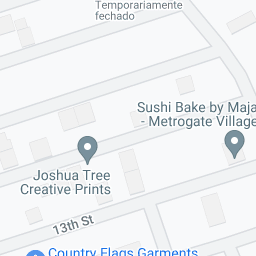 Temporariamente
fechado
Sushi Bake by Maja
- Metrogate Village
Joshua Tree
Creative Prints
13th St
Country Flags Garments